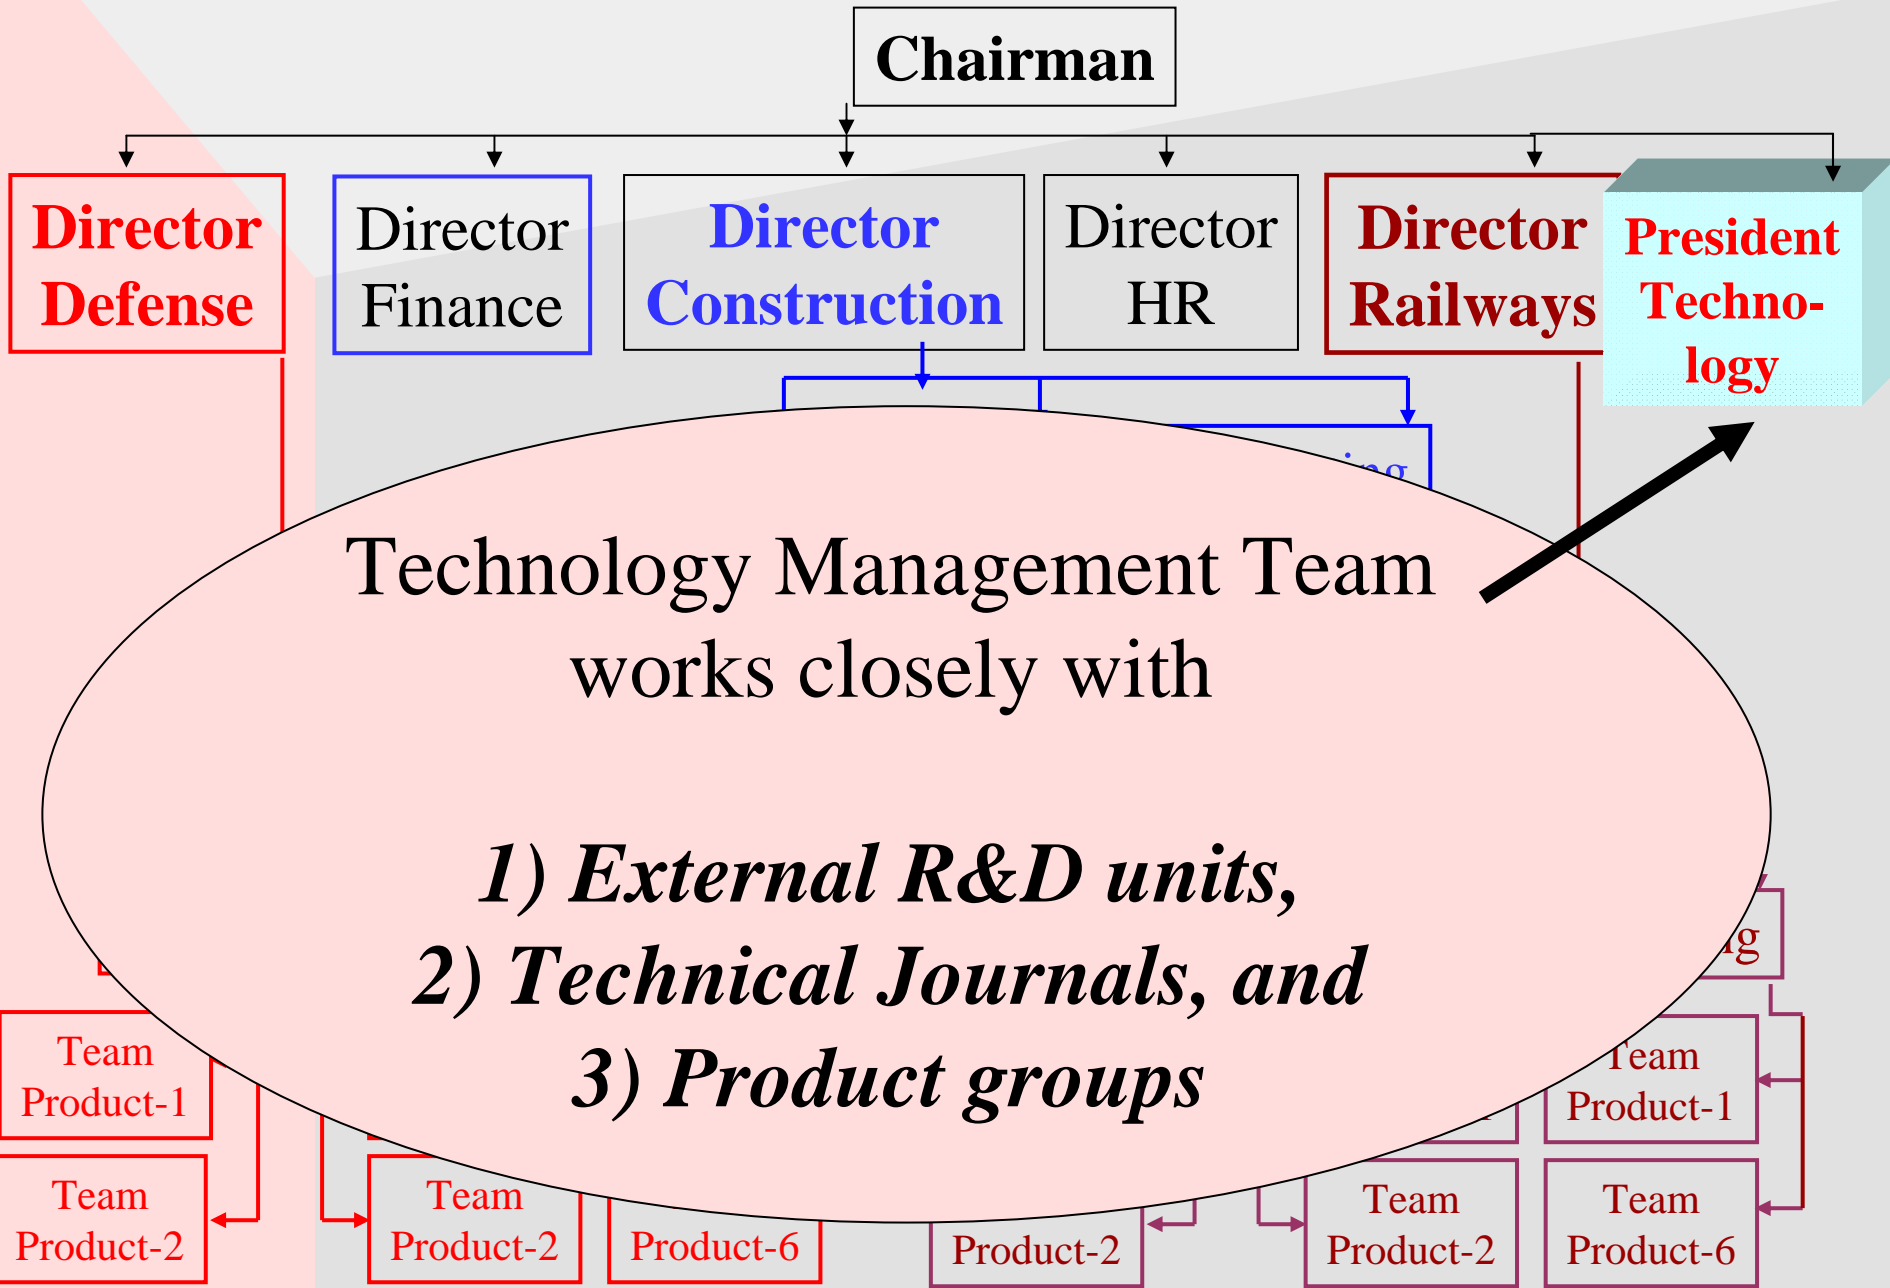 Chairman
Director
Defense
Director
Finance
Director
Construction
Director
HR
Director
Railways
President
Techno-
logy
Technology Management Team
works closely with
1) External R&D units,
2) Technical Journals, and
3) Product groups
Team
Product-1
Team
Product-2
Team
Product-2
Product-6
Product-2
Team
Product-2
Team
Product-1
Team
Product-6